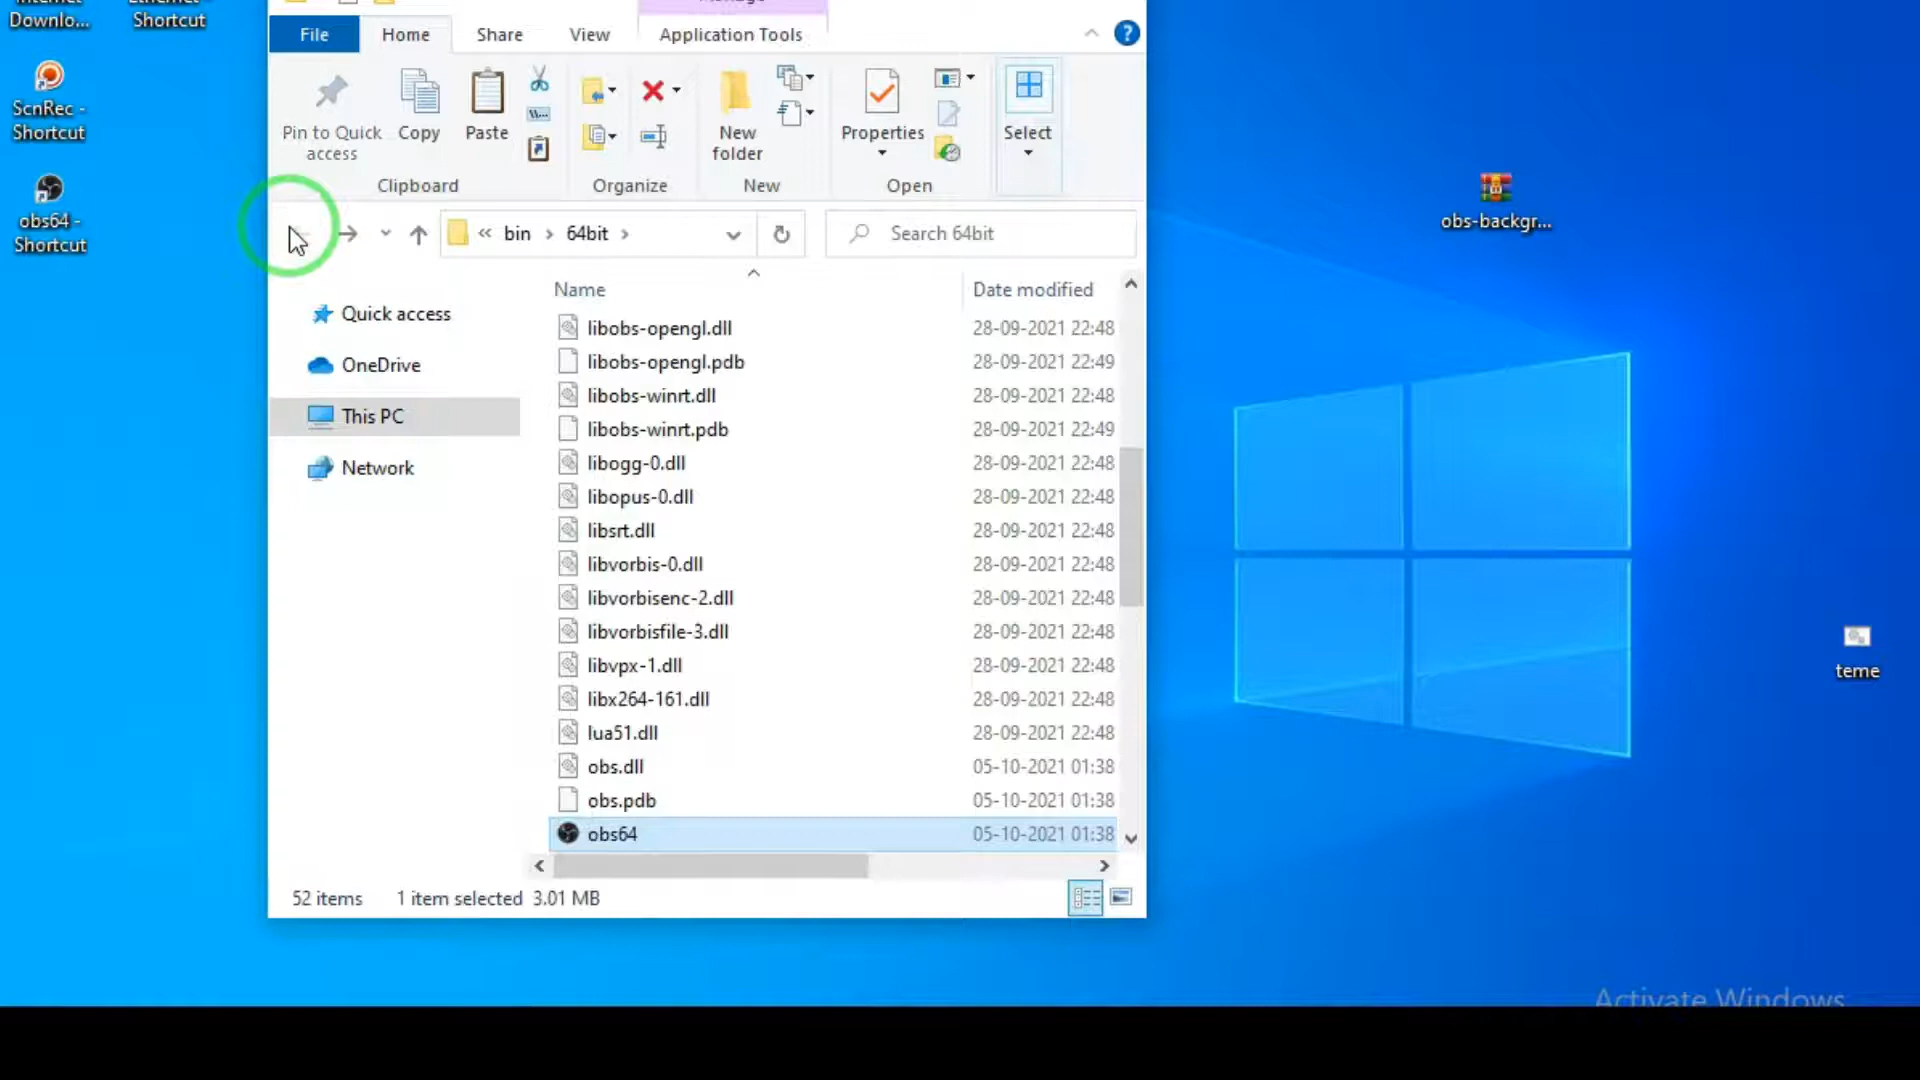 Downlo...
Shortcut
ScnRec -
Shortcut
obs64 -
Shortcut
File
Home
Share
View
Application Tools
?
Pin to Quick
access
Copy
Paste
New
folder
Properties
Select
Clipboard
Organize
New
Open
« bin › 64bit ›
Search 64bit
Quick access
OneDrive
This PC
Network
Name
Date modified
libobs-opengl.dll 28-09-2021 22:48
libobs-opengl.pdb 28-09-2021 22:49
libobs-winrt.dll 28-09-2021 22:48
libobs-winrt.pdb 28-09-2021 22:49
libogg-0.dll 28-09-2021 22:48
libopus-0.dll 28-09-2021 22:48
libsrt.dll 28-09-2021 22:48
libvorbis-0.dll 28-09-2021 22:48
libvorbisenc-2.dll 28-09-2021 22:48
libvorbisfile-3.dll 28-09-2021 22:48
libvpx-1.dll 28-09-2021 22:48
libx264-161.dll 28-09-2021 22:48
lua51.dll 28-09-2021 22:48
obs.dll 05-10-2021 01:38
obs.pdb 05-10-2021 01:38
obs64 05-10-2021 01:38
52 items
1 item selected 3.01 MB
obs-backgr...
teme
Activate Windows